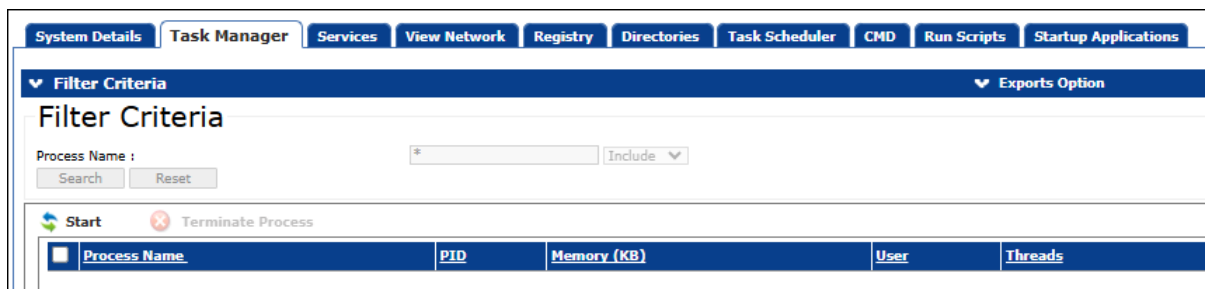 System Details Task Manager Services View Network Registry Directories Task Scheduler CMD Run Scripts Startup Applications
Filter Criteria Exports Option
Filter Criteria
Process Name : * Include
Search Reset
Start Terminate Process
Process Name PID Memory (KB) User Threads